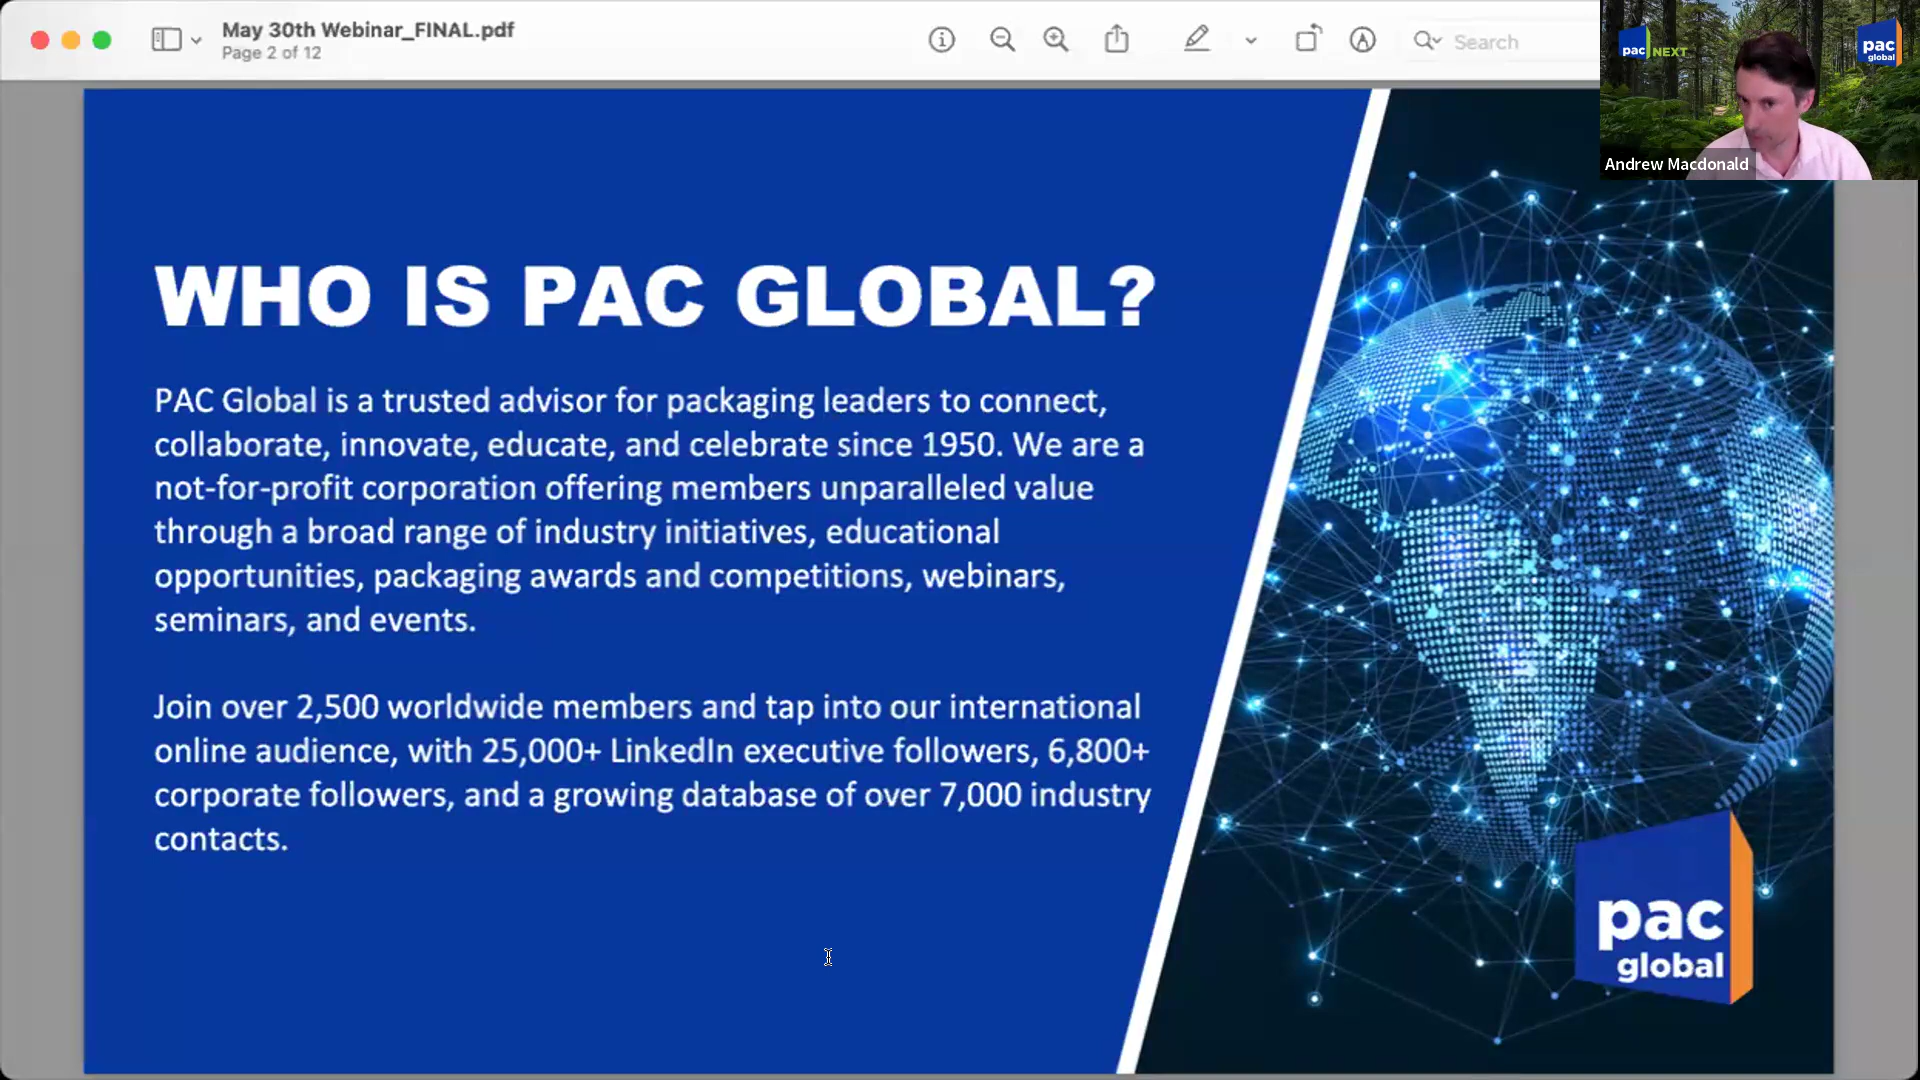 May 30th Webinar_FINAL.pdf
Page 2 of 12
Search
pac NEXT
pac
global
Andrew Macdonald
WHO IS PAC GLOBAL?
PAC Global is a trusted advisor for packaging leaders to connect,
collaborate, innovate, educate, and celebrate since 1950. We are a
not-for-profit corporation offering members unparalleled value
through a broad range of industry initiatives, educational
opportunities, packaging awards and competitions, webinars,
seminars, and events.
Join over 2,500 worldwide members and tap into our international
online audience, with 25,000+ LinkedIn executive followers, 6,800+
corporate followers, and a growing database of over 7,000 industry
contacts.
pac
global